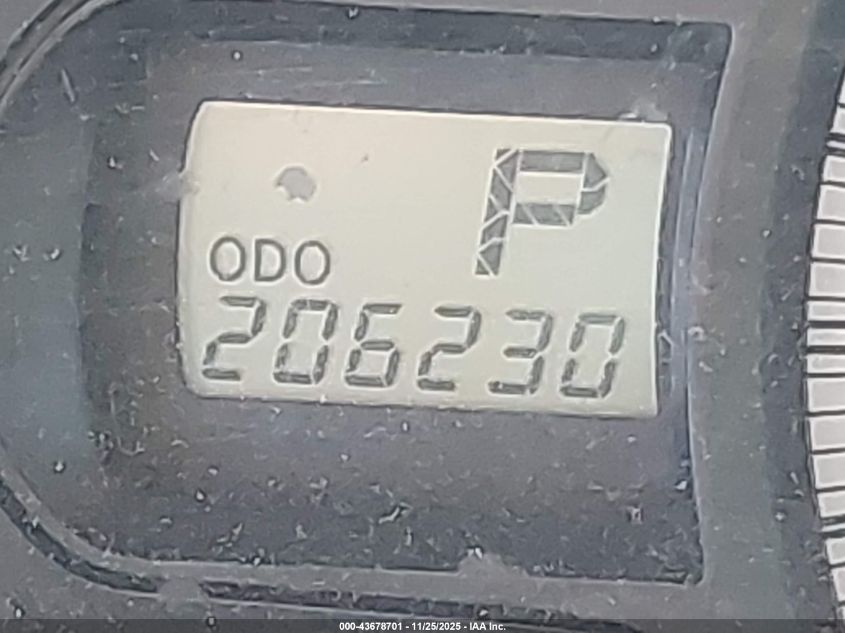 P
ODO
206230
000-43678701 - 11/25/2025 - IAA Inc.